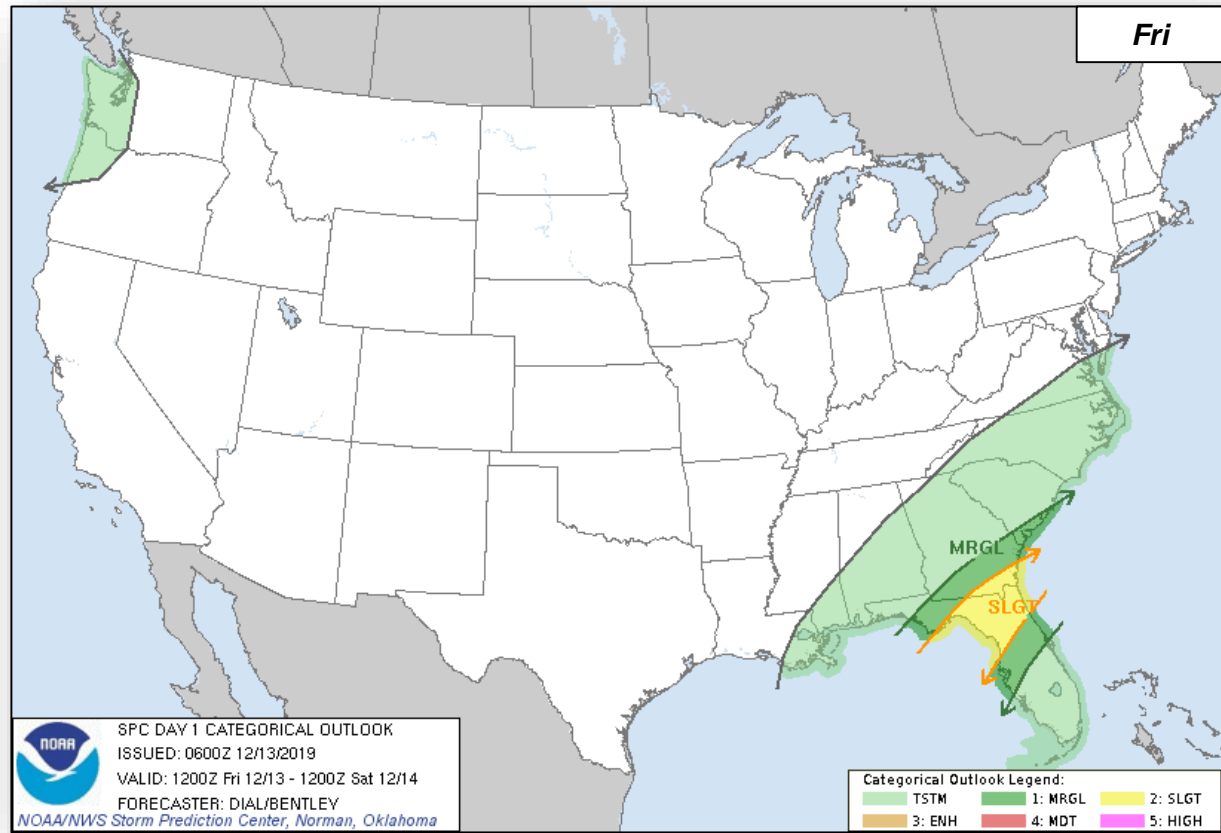 Fri
MRGL
SLGT
NOAA
SPC DAY 1 CATEGORICAL OUTLOOK
ISSUED: 0600Z 12/13/2019
VALID: 1200Z Fri 12/13 - 1200Z Sat 12/14
FORECASTER: DIAL/BENTLEY
NOAA/NWS Storm Prediction Center, Norman, Oklahoma
Categorical Outlook Legend:
TSTM 1: MRGL 2: SLGT
3: ENH 4: MDT 5: HIGH